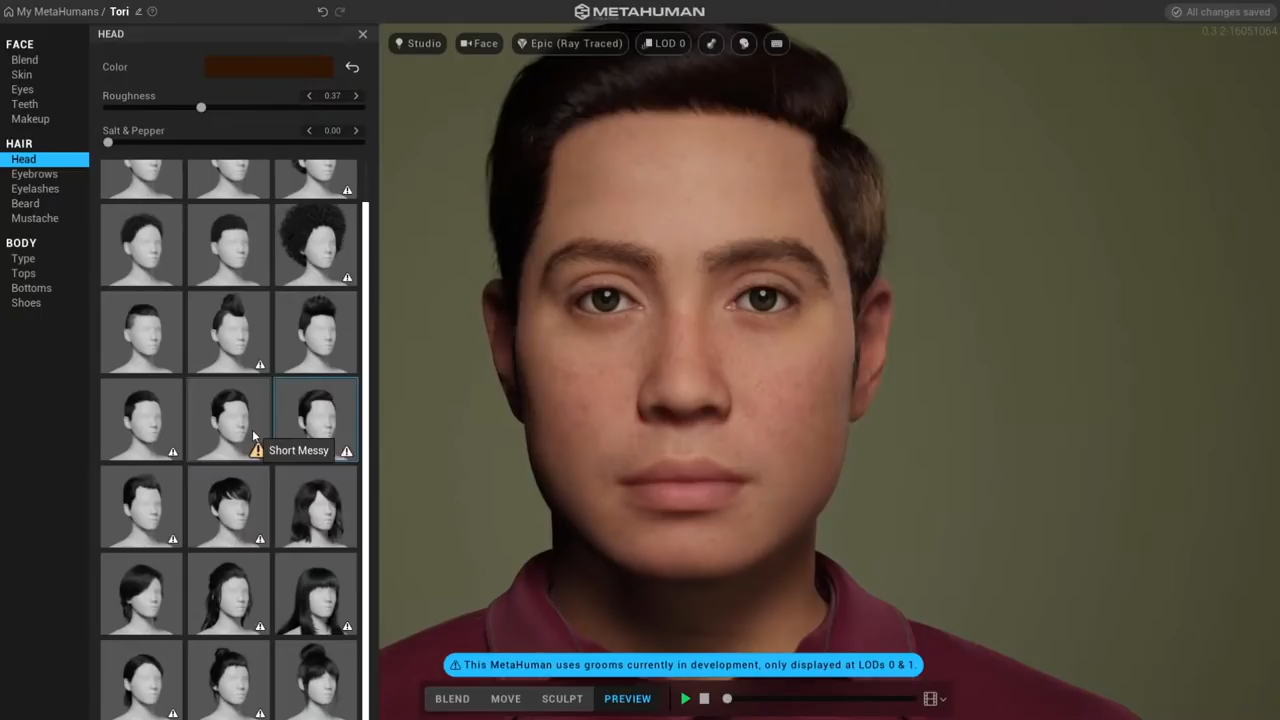 My MetaHumans / Tori
METAHUMAN
All changes saved
0.3.2-16051064
FACE
Blend
Skin
Eyes
Teeth
Makeup
HAIR
Head
Eyebrows
Eyelashes
Beard
Mustache
BODY
Type
Tops
Bottoms
Shoes
HEAD
Color
Roughness
0.37
Salt & Pepper
0.00
Short Messy
Studio
Face
Epic (Ray Traced)
LOD 0
This MetaHuman uses grooms currently in development, only displayed at LODs 0 & 1.
BLEND
MOVE
SCULPT
PREVIEW